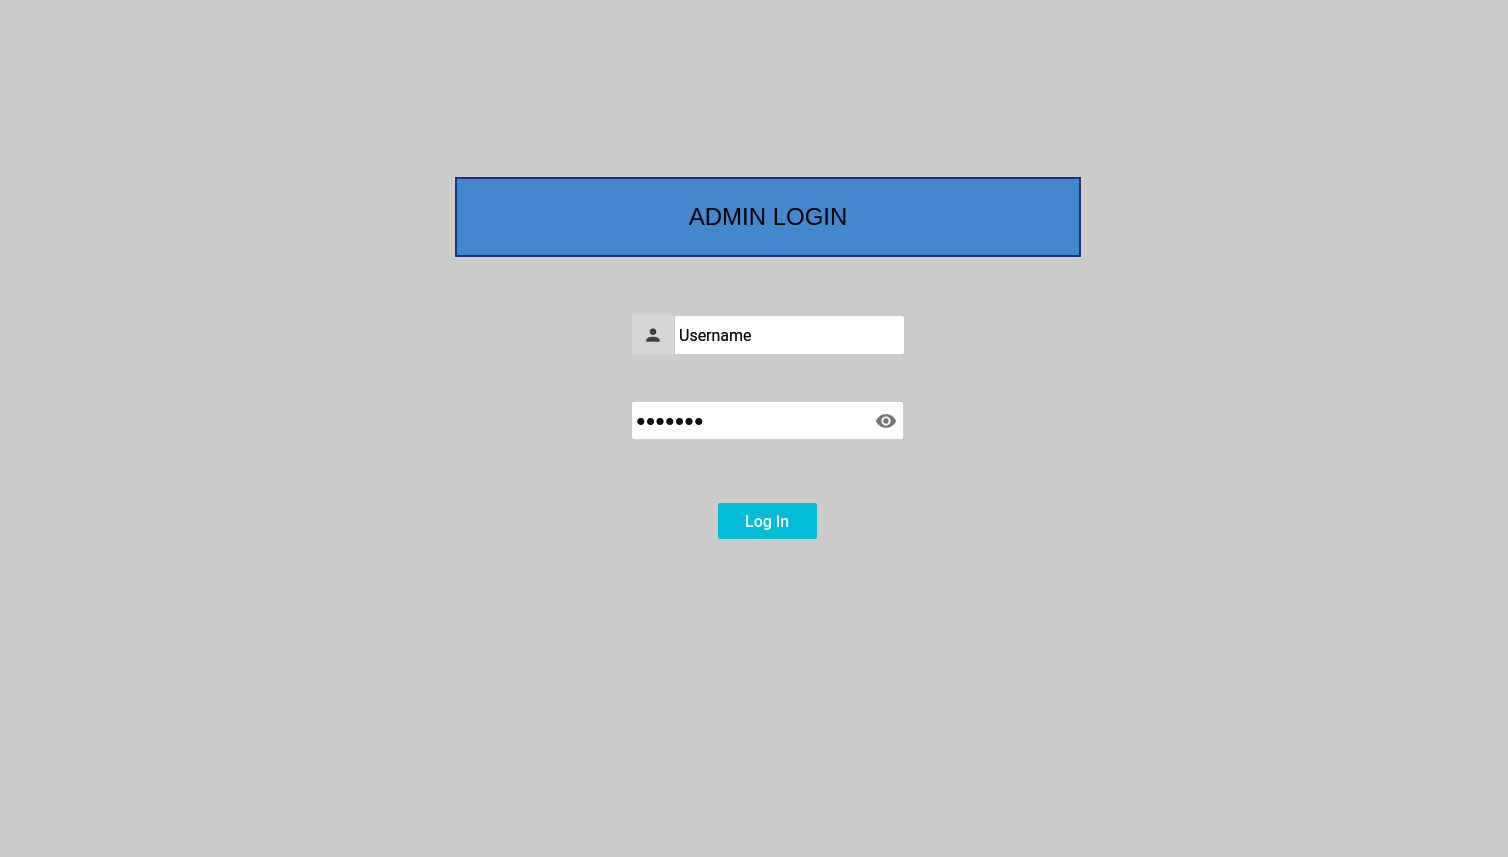 ADMIN LOGIN
Username
•••••••
Log In